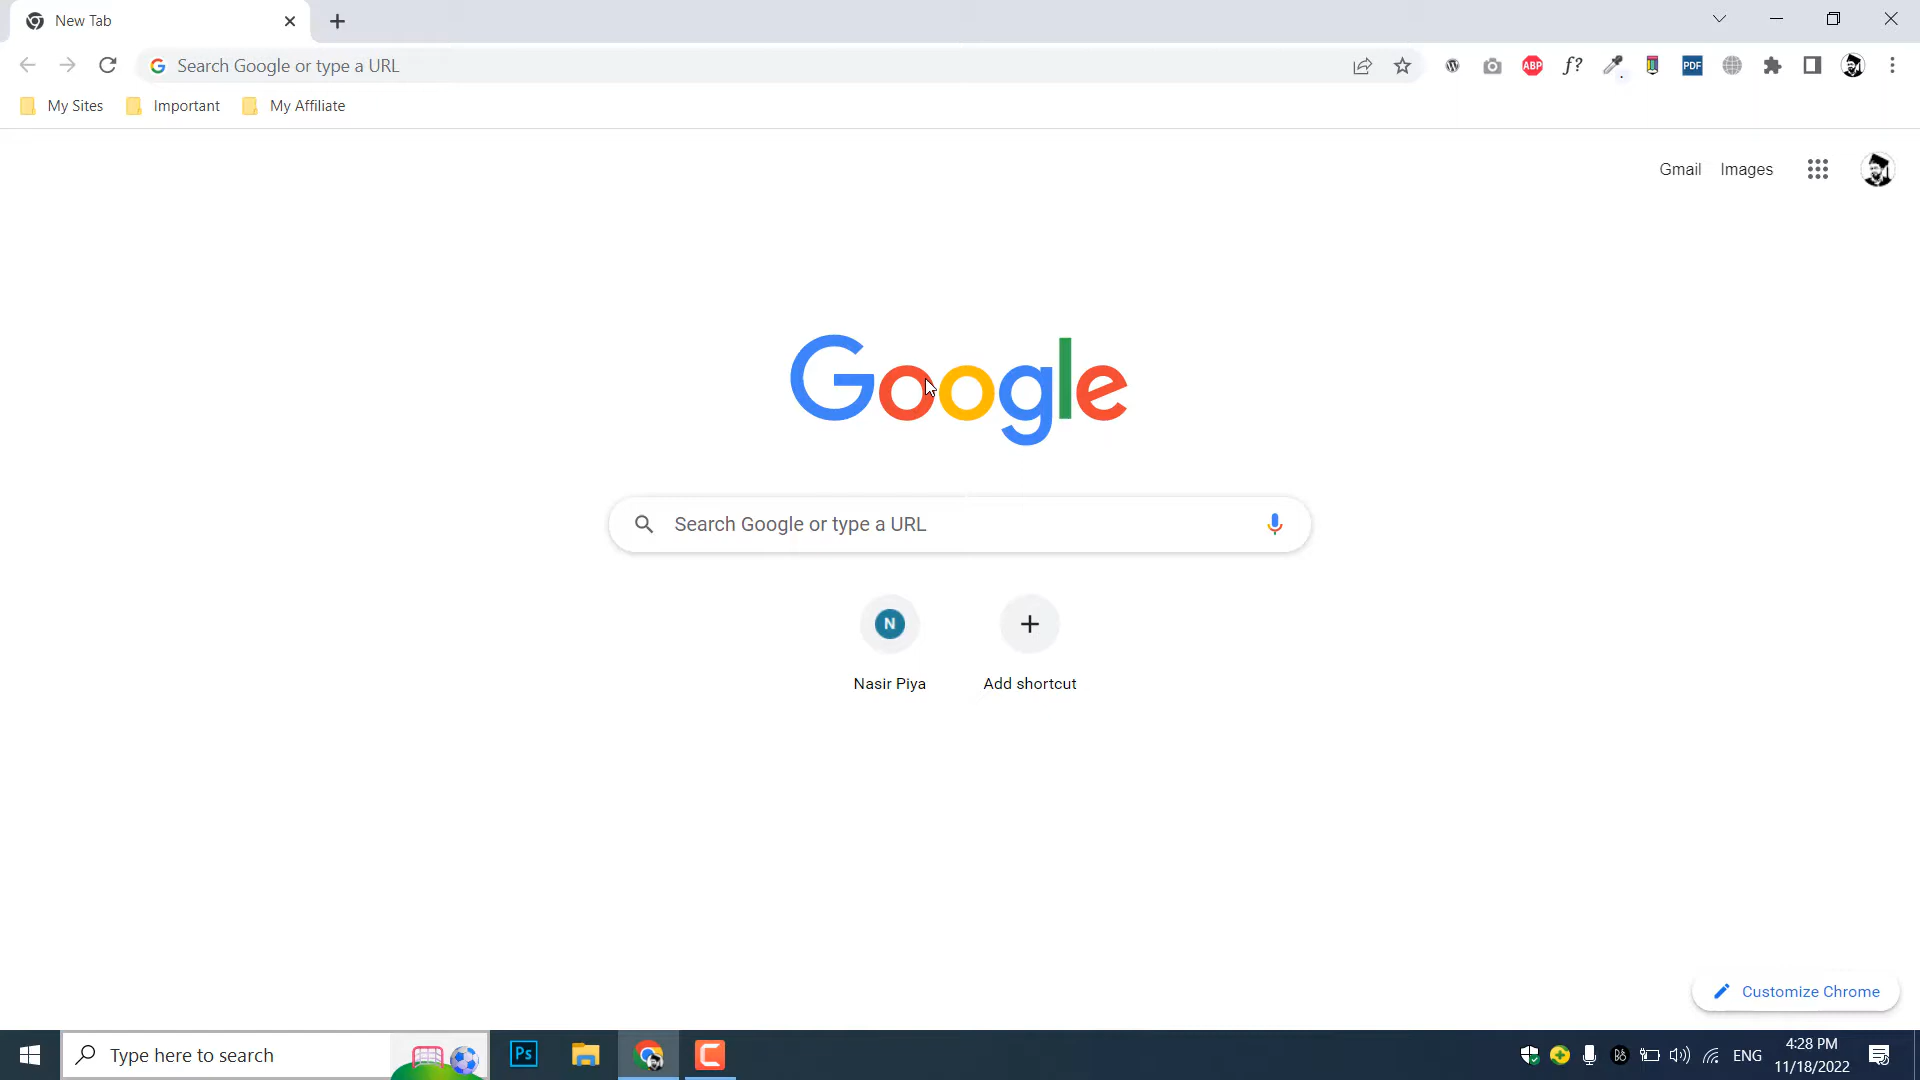 New Tab
Search Google or type a URL
ABP
f?
PDF
My Sites
Important
My Affiliate
Gmail
Images
Google
Search Google or type a URL
N
Nasir Piya
Add shortcut
Customize Chrome
Type here to search
Ps
ENG
4:28 PM
11/18/2022